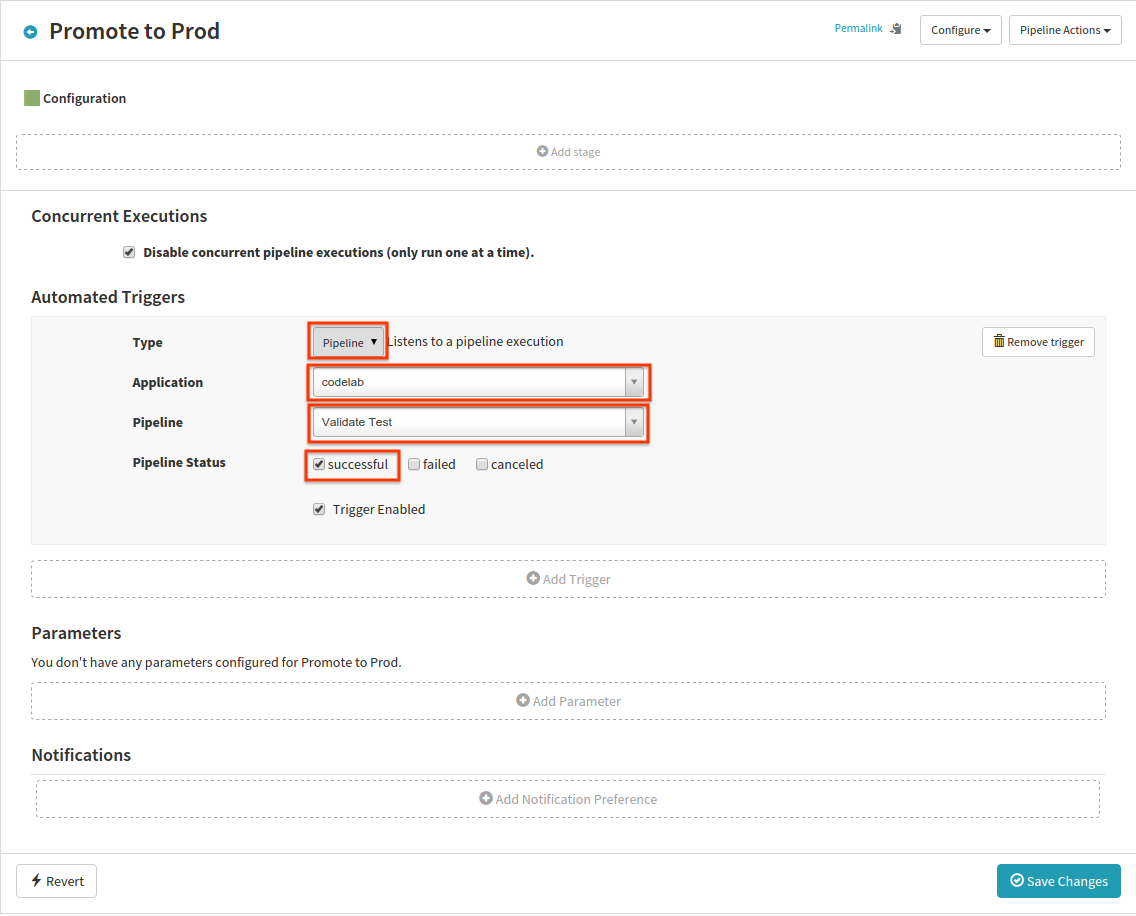 Promote to Prod
Permalink
Configure
Pipeline Actions
Configuration
Add stage
Concurrent Executions
Disable concurrent pipeline executions (only run one at a time).
Automated Triggers
Type
Pipeline
Listens to a pipeline execution
Remove trigger
Application
codelab
Pipeline
Validate Test
Pipeline Status
successful
failed
canceled
Trigger Enabled
Add Trigger
Parameters
You don't have any parameters configured for Promote to Prod.
Add Parameter
Notifications
Add Notification Preference
Revert
Save Changes